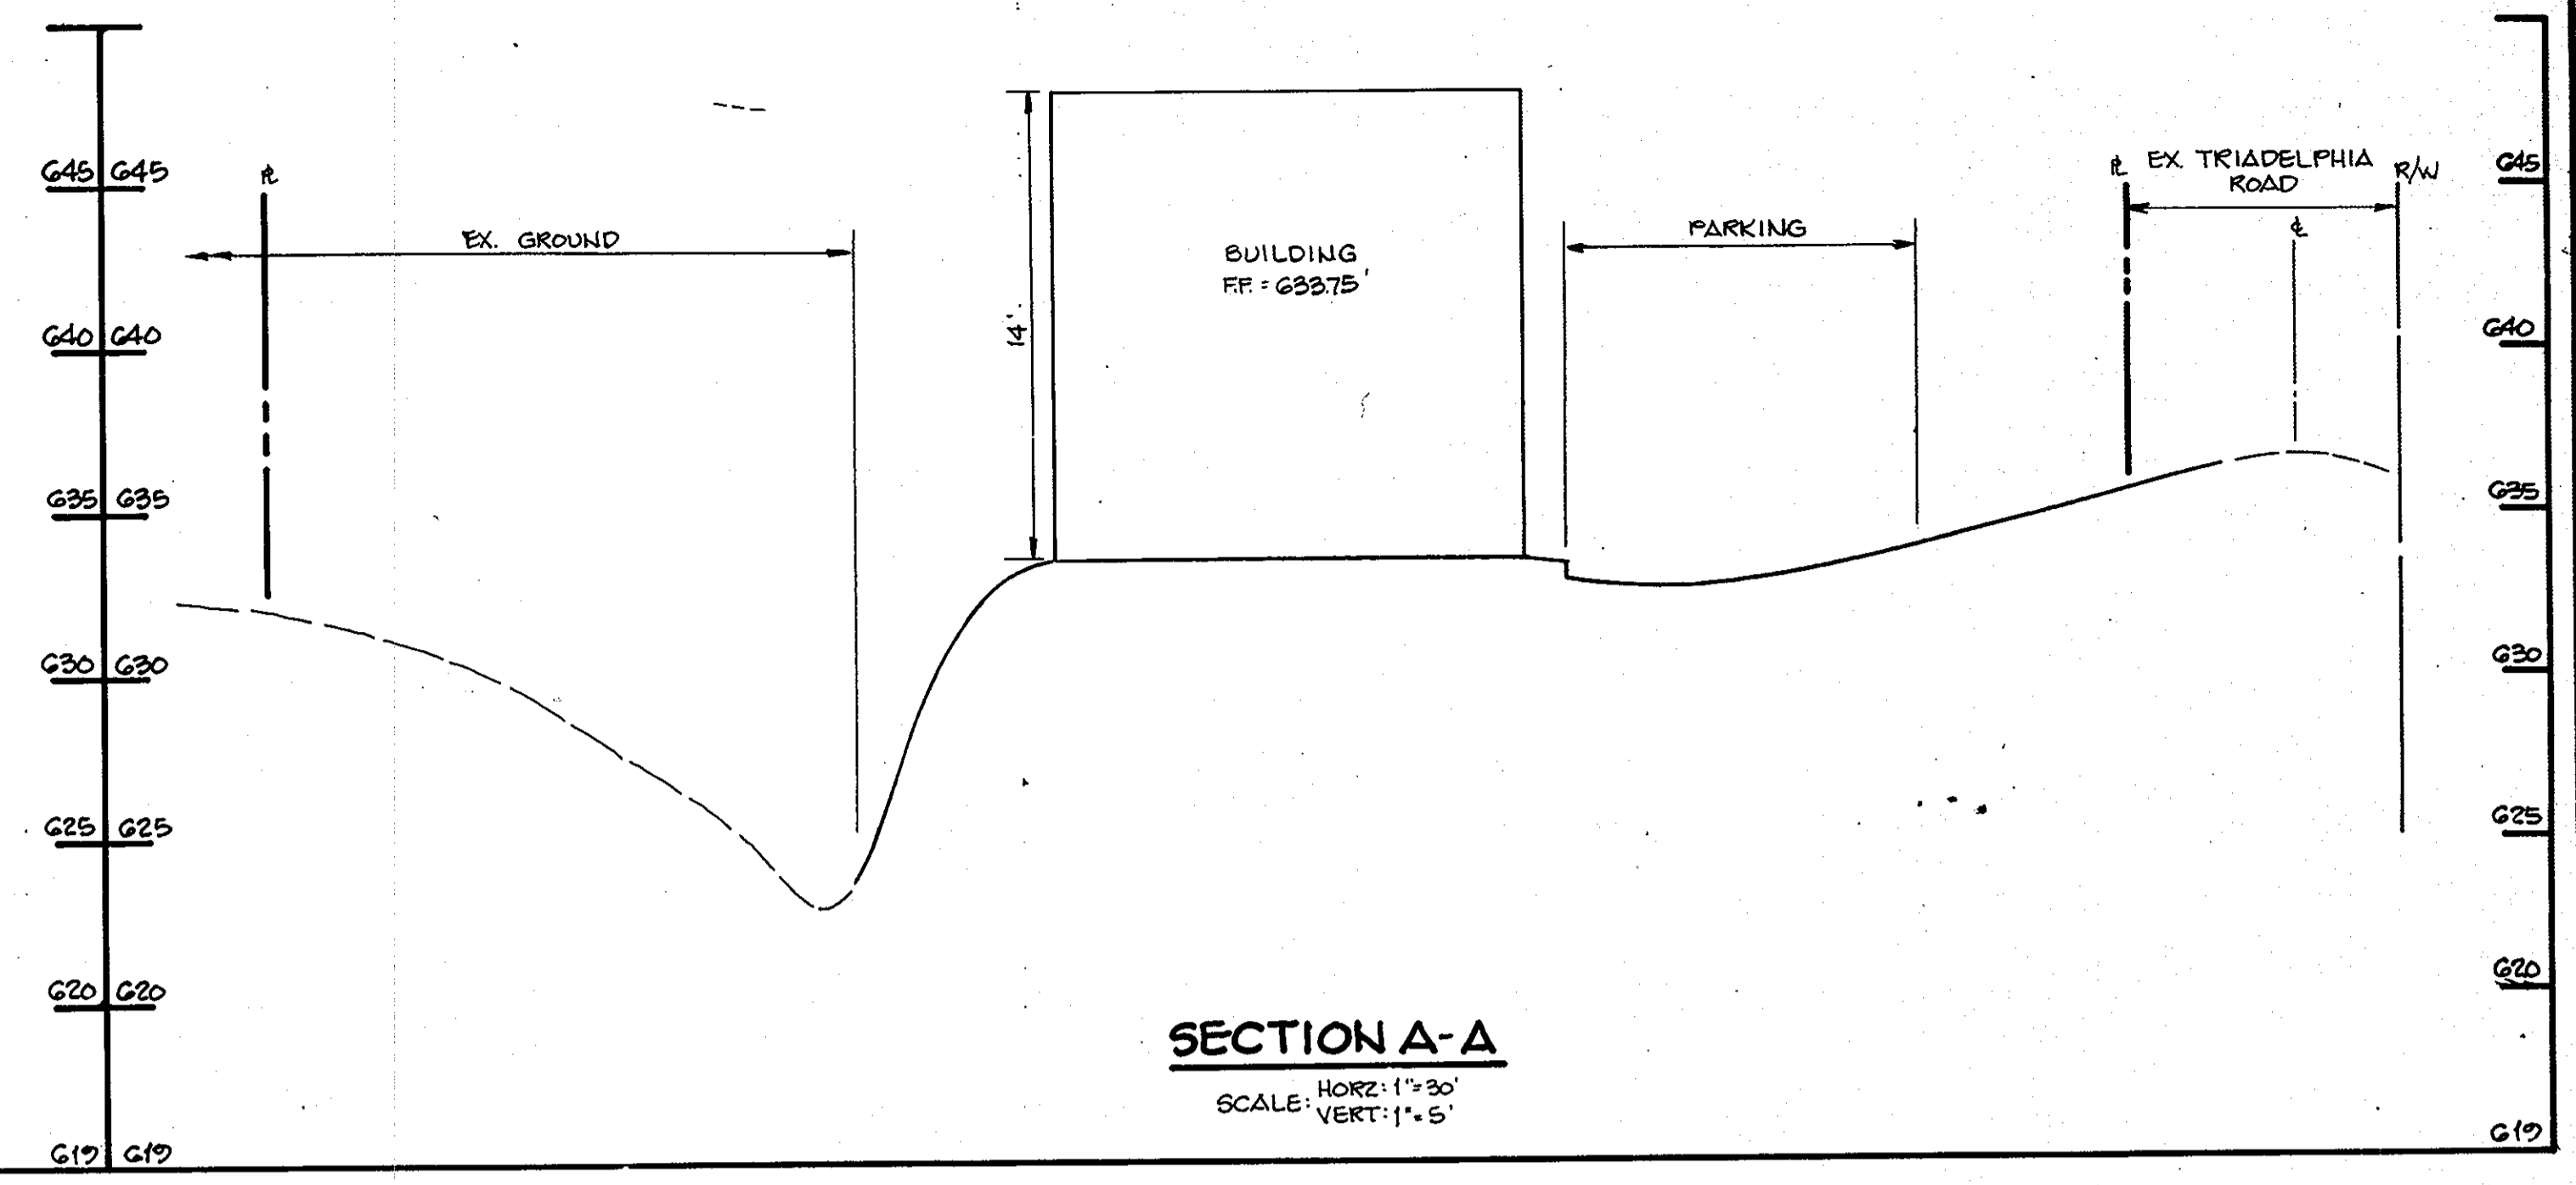 645 645
640 640
635 635
630 630
625 625
620 620
619 619
℄
EX. GROUND
14'
BUILDING
F.F. = 633.75'
PARKING
EX. TRIADELPHIA
ROAD
R/W
645
640
635
630
625
620
619
SECTION A-A
SCALE: HORZ: 1"=30'
VERT: 1"=5'